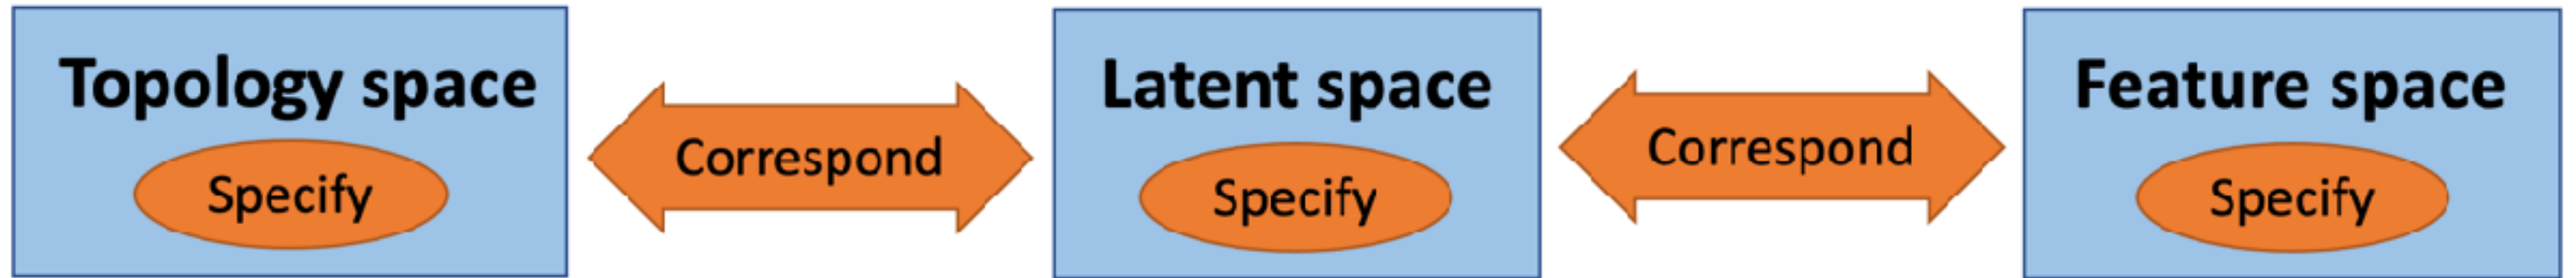 Topology space
Specify
Correspond
Latent space
Specify
Correspond
Feature space
Specify